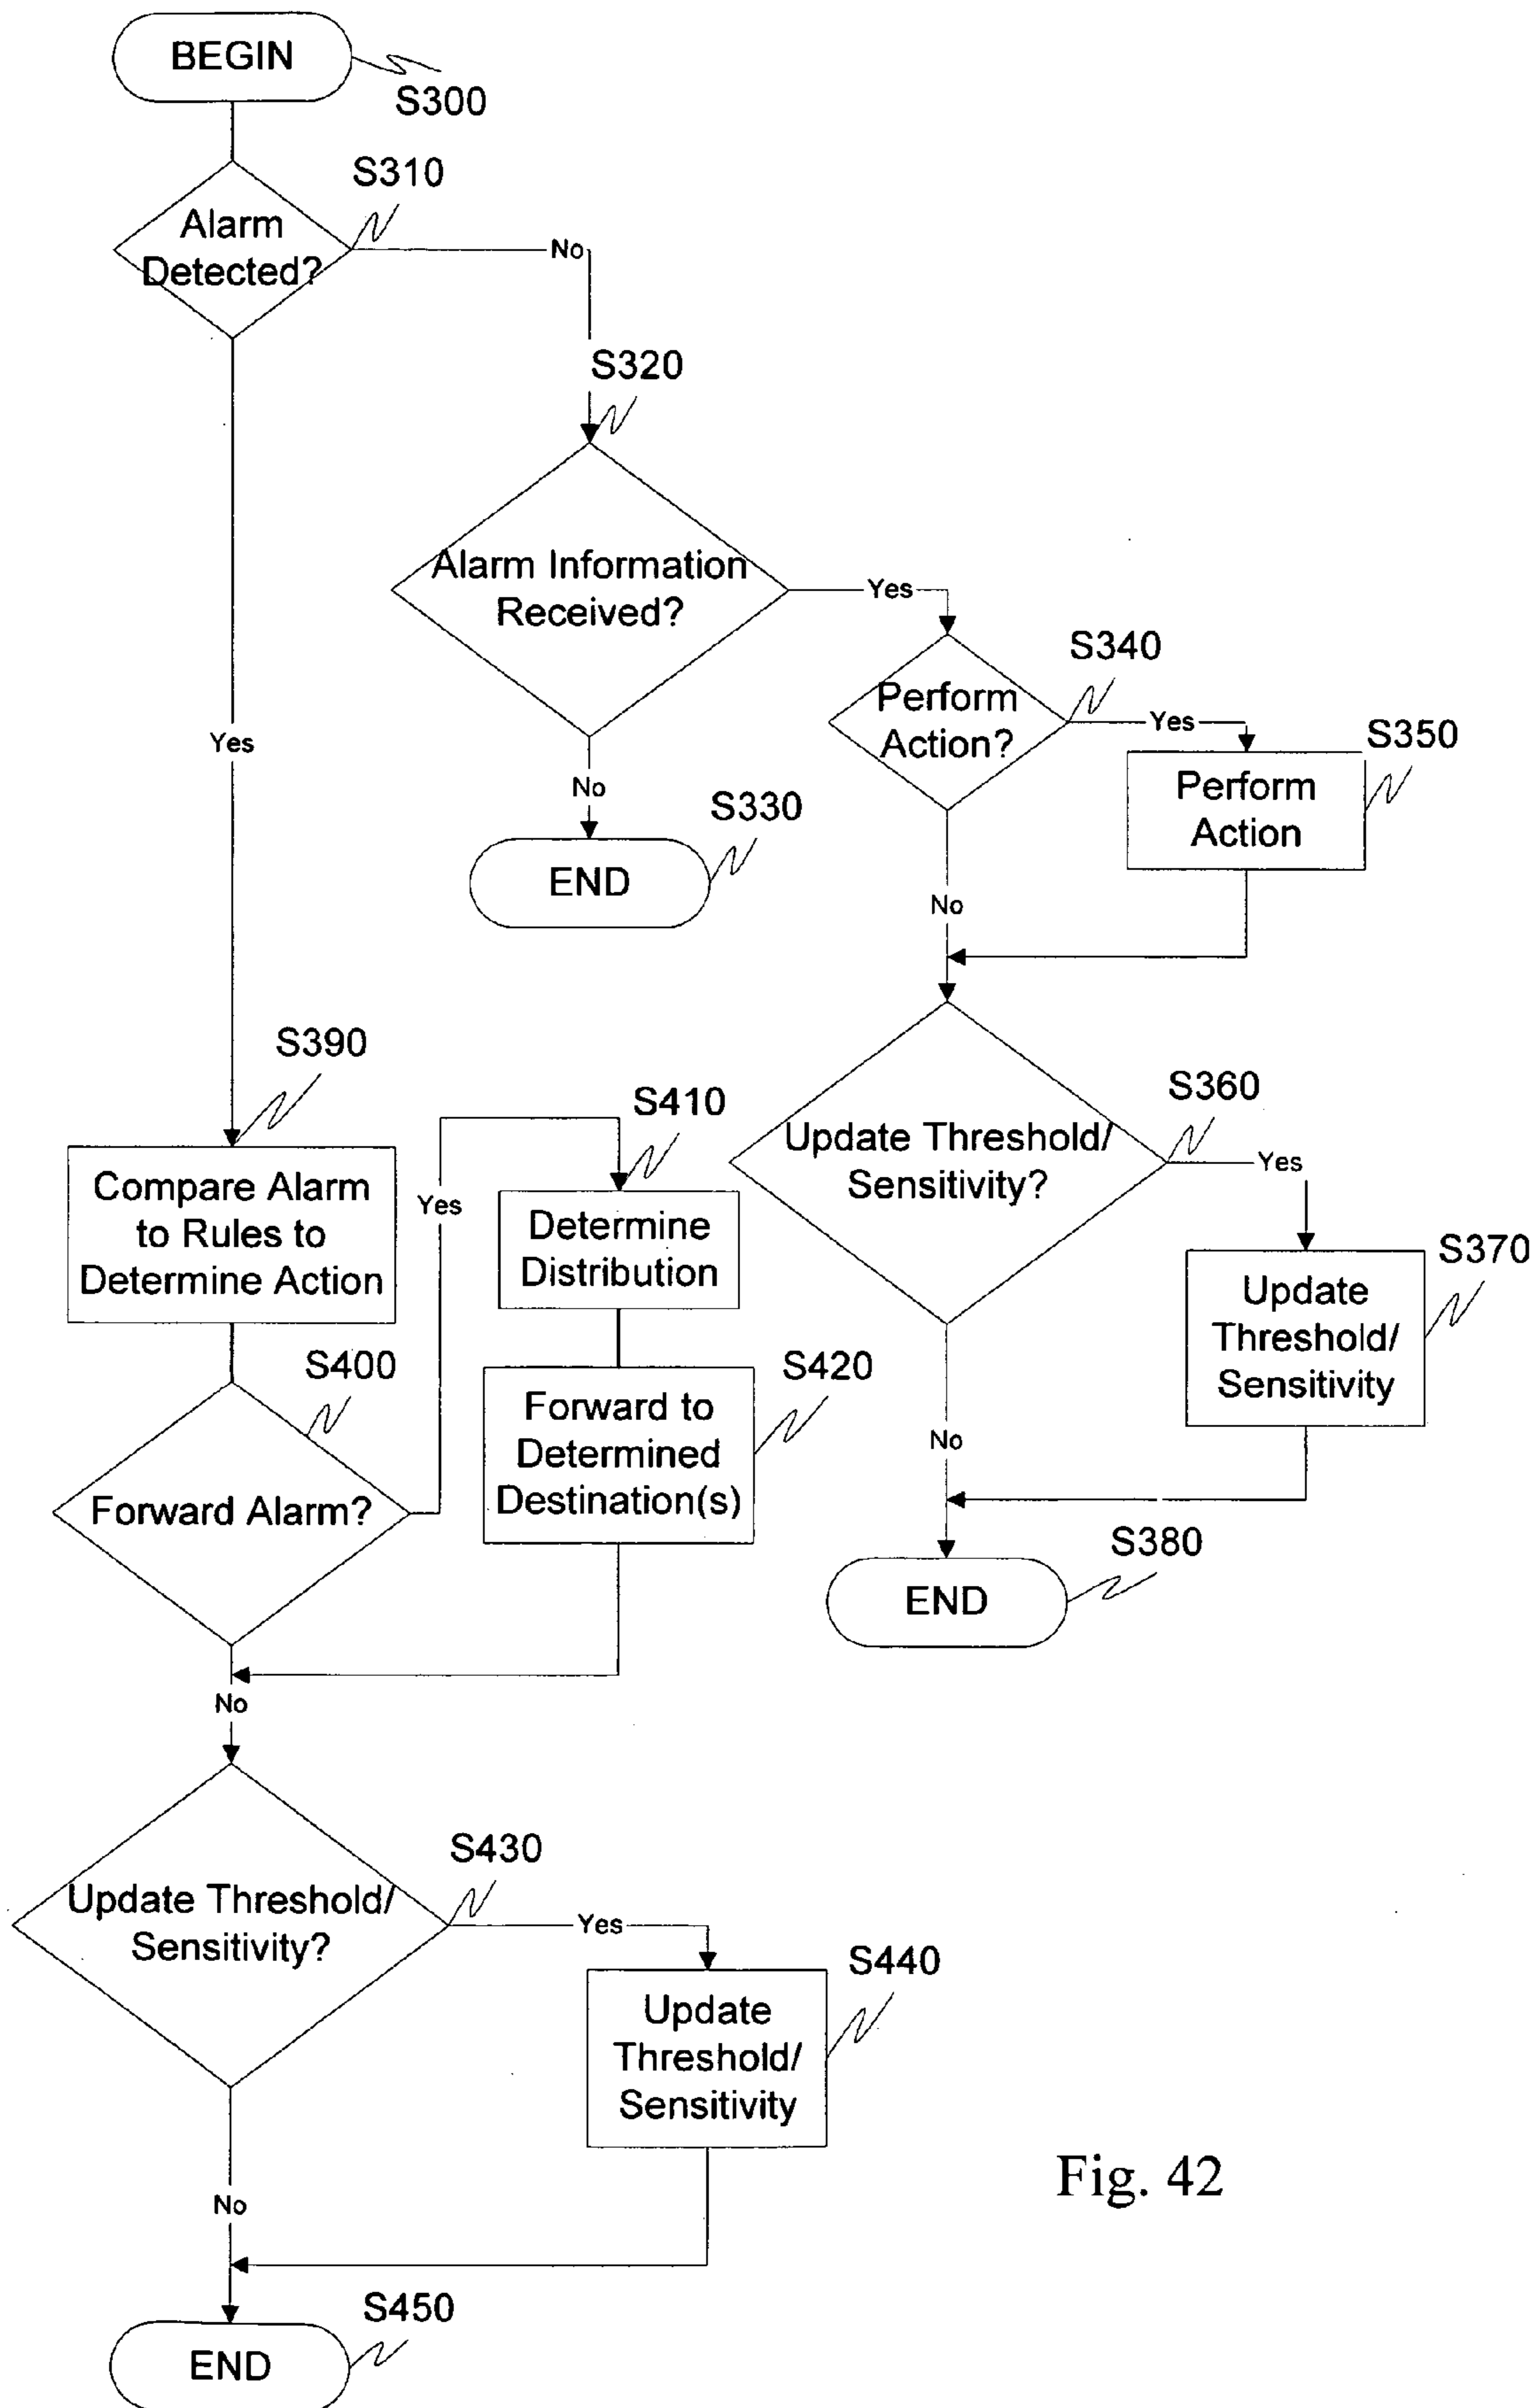 BEGIN
S300
S310
Alarm
Detected?
No
S320
Alarm Information
Received?
Yes
S340
Perform
Action?
Yes
S350
Perform
Action
Yes
No
S330
END
No
S390
Compare Alarm
to Rules to
Determine Action
Yes
S410
Determine
Distribution
S360
Update Threshold/
Sensitivity?
Yes
S370
Update
Threshold/
Sensitivity
S400
Forward Alarm?
S420
Forward to
Determined
Destination(s)
No
S380
END
No
S430
Update Threshold/
Sensitivity?
Yes
S440
Update
Threshold/
Sensitivity
No
S450
END
Fig. 42